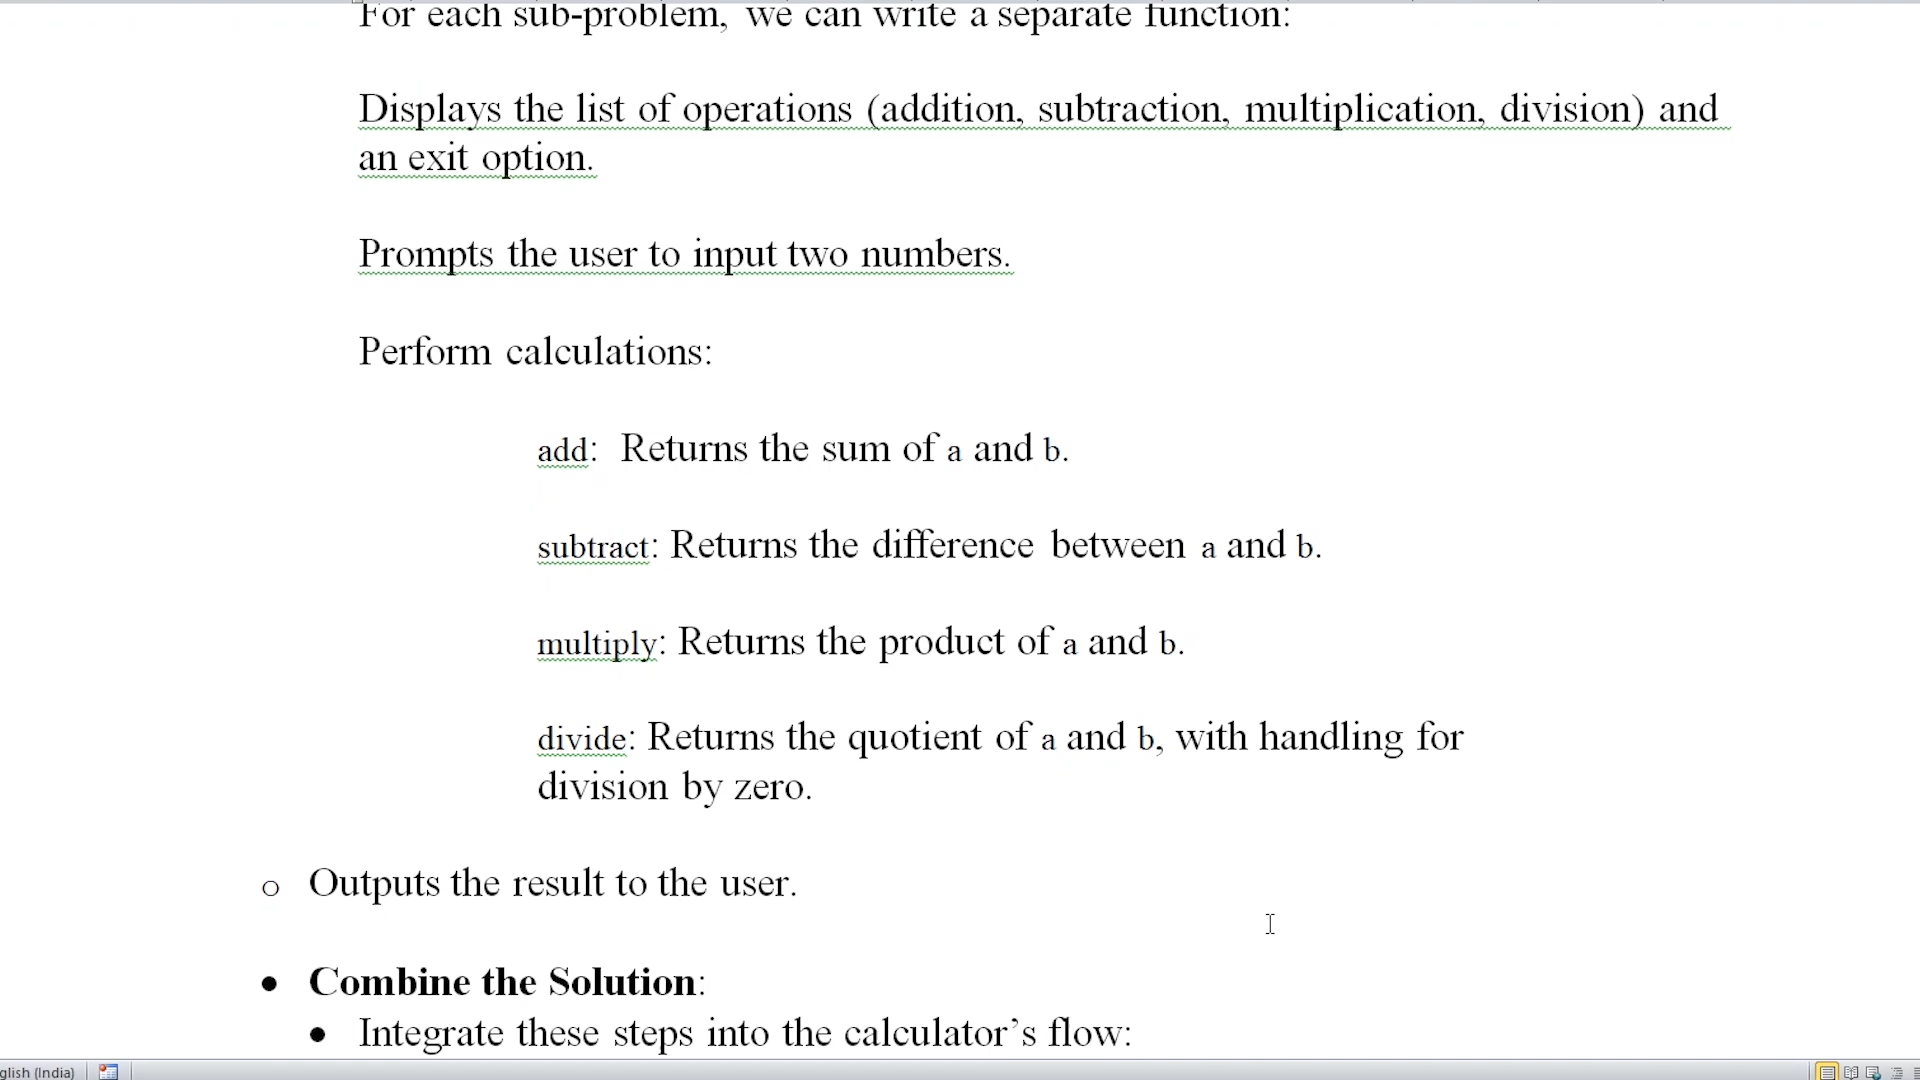 For each sub-problem, we can write a separate function:
Displays the list of operations (addition, subtraction, multiplication, division) and
an exit option.
Prompts the user to input two numbers.
Perform calculations:
add: Returns the sum of a and b.
subtract: Returns the difference between a and b.
multiply: Returns the product of a and b.
divide: Returns the quotient of a and b, with handling for
division by zero.
o Outputs the result to the user.
• Combine the Solution:
• Integrate these steps into the calculator’s flow:
glish (India)